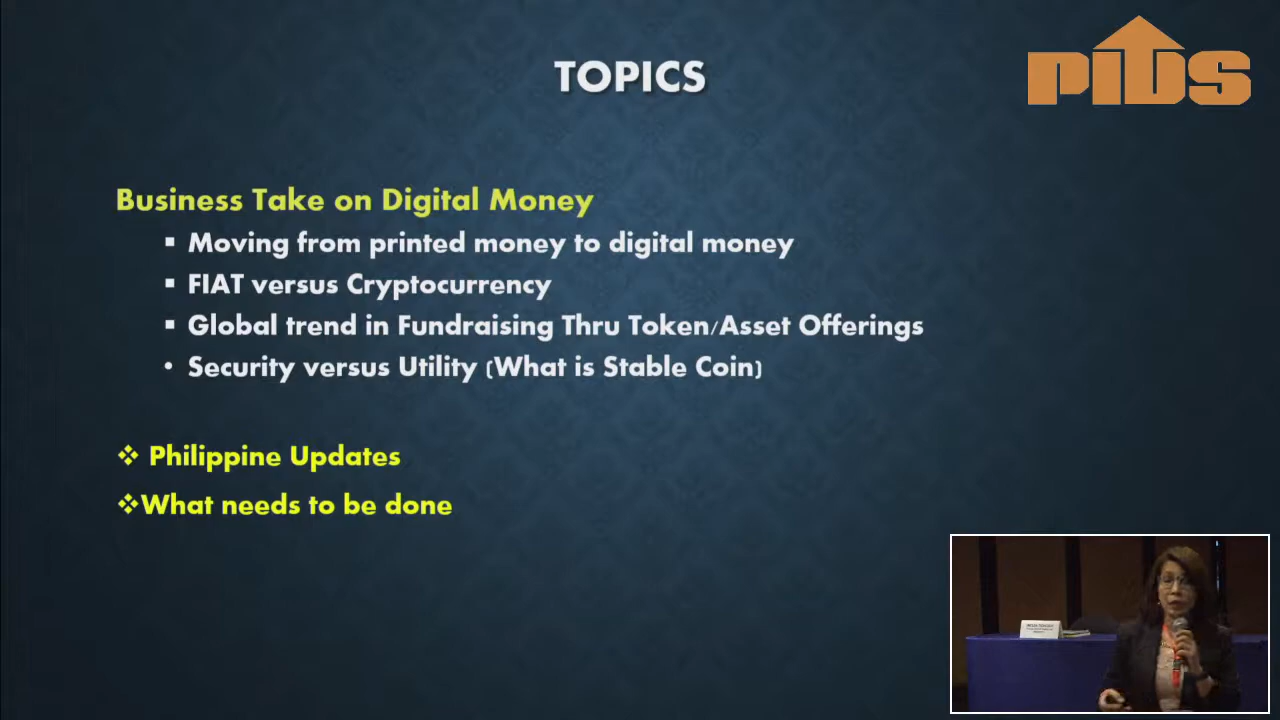 TOPICS
PIDS
Business Take on Digital Money
▪ Moving from printed money to digital money
▪ FIAT versus Cryptocurrency
▪ Global trend in Fundraising Thru Token/Asset Offerings
• Security versus Utility (What is Stable Coin)
❖ Philippine Updates
❖What needs to be done